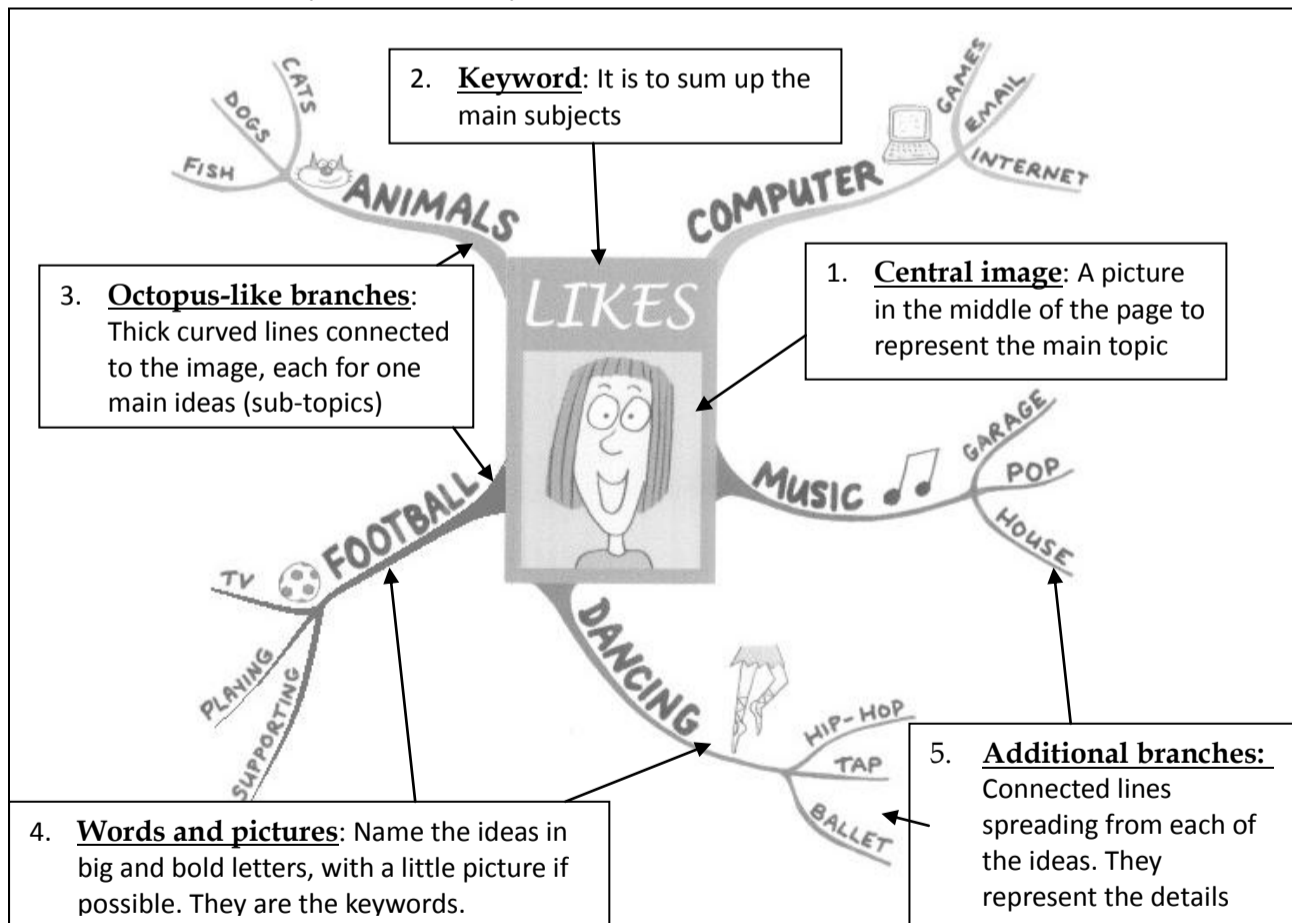 2. Keyword: It is to sum up the
main subjects
CATS
DOGS
FISH
ANIMALS
GAMES
EMAIL
INTERNET
COMPUTER
LIKES
1. Central image: A picture
in the middle of the page to
represent the main topic
3. Octopus-like branches:
Thick curved lines connected
to the image, each for one
main ideas (sub-topics)
GARAGE
POP
HOUSE
MUSIC
FOOTBALL
TV
PLAYING
SUPPORTING
DANCING
HIP-HOP
TAP
BALLET
5. Additional branches:
Connected lines
spreading from each of
the ideas. They
represent the details
4. Words and pictures: Name the ideas in
big and bold letters, with a little picture if
possible. They are the keywords.